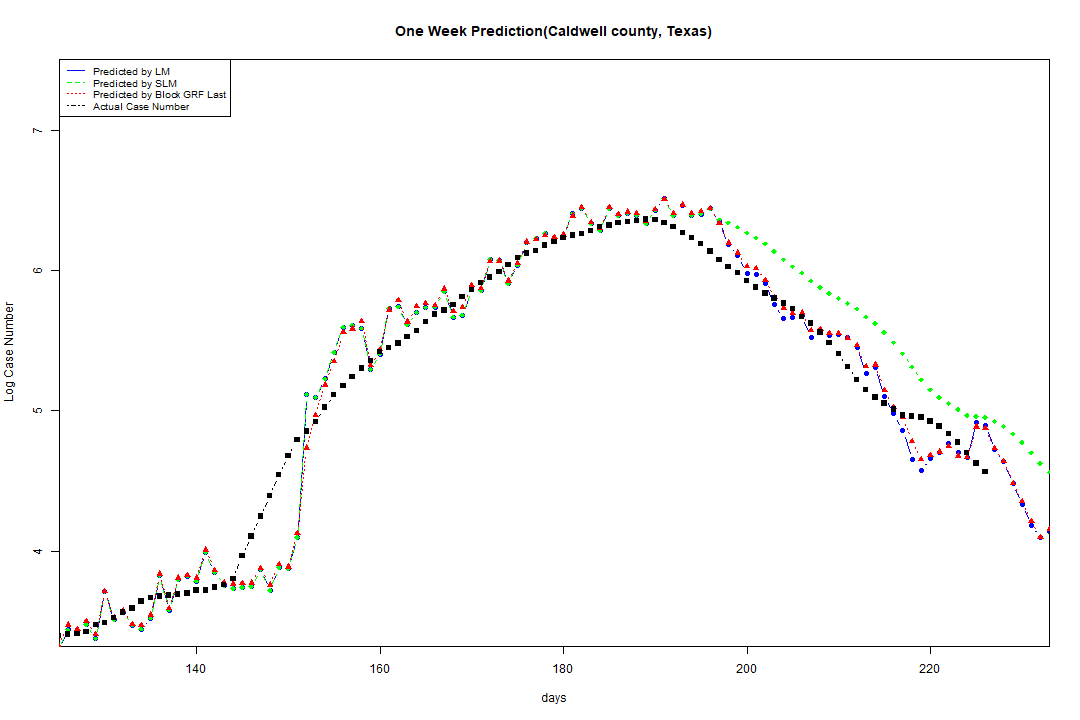 One Week Prediction(Caldwell county, Texas)
Predicted by LM
Predicted by SLM
Predicted by Block GRF Last
Actual Case Number
7
6
5
4
Log Case Number
140 160 180 200 220
days